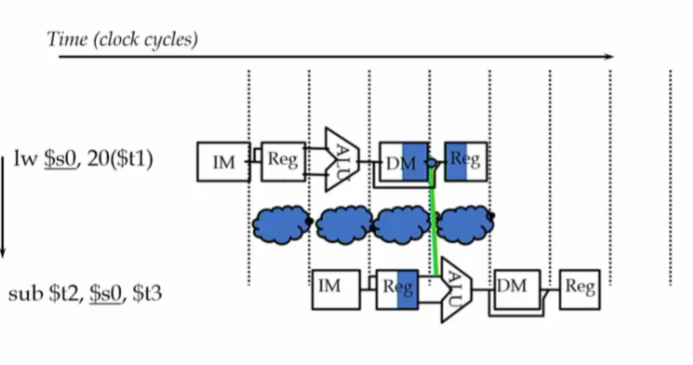 Time (clock cycles)
lw $s0, 20($t1)
IM Reg ALU DM Reg
sub $t2, $s0, $t3
IM Reg ALU DM Reg